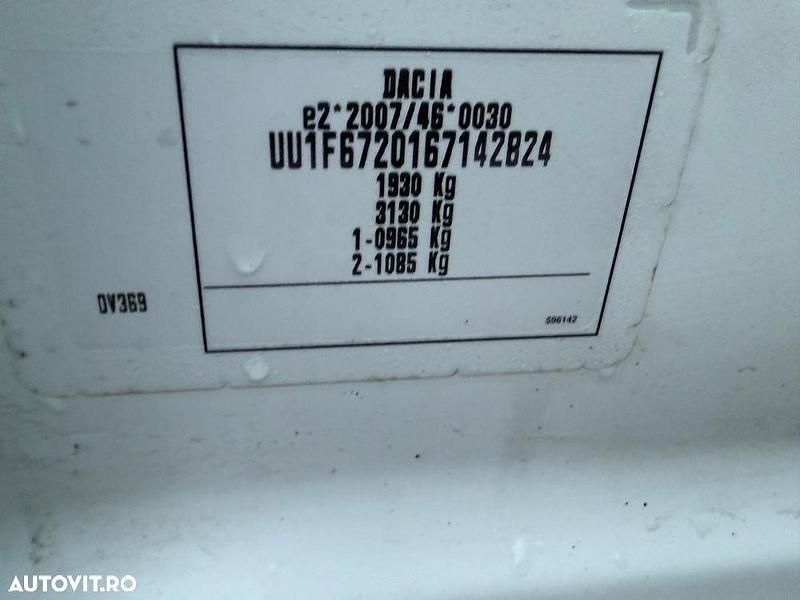 DACIA
e2*2007/46*0030
UU1F6720167142824
1930 Kg
3130 Kg
1-0965 Kg
2-1085 Kg
0V369
596142
AUTOVIT.RO